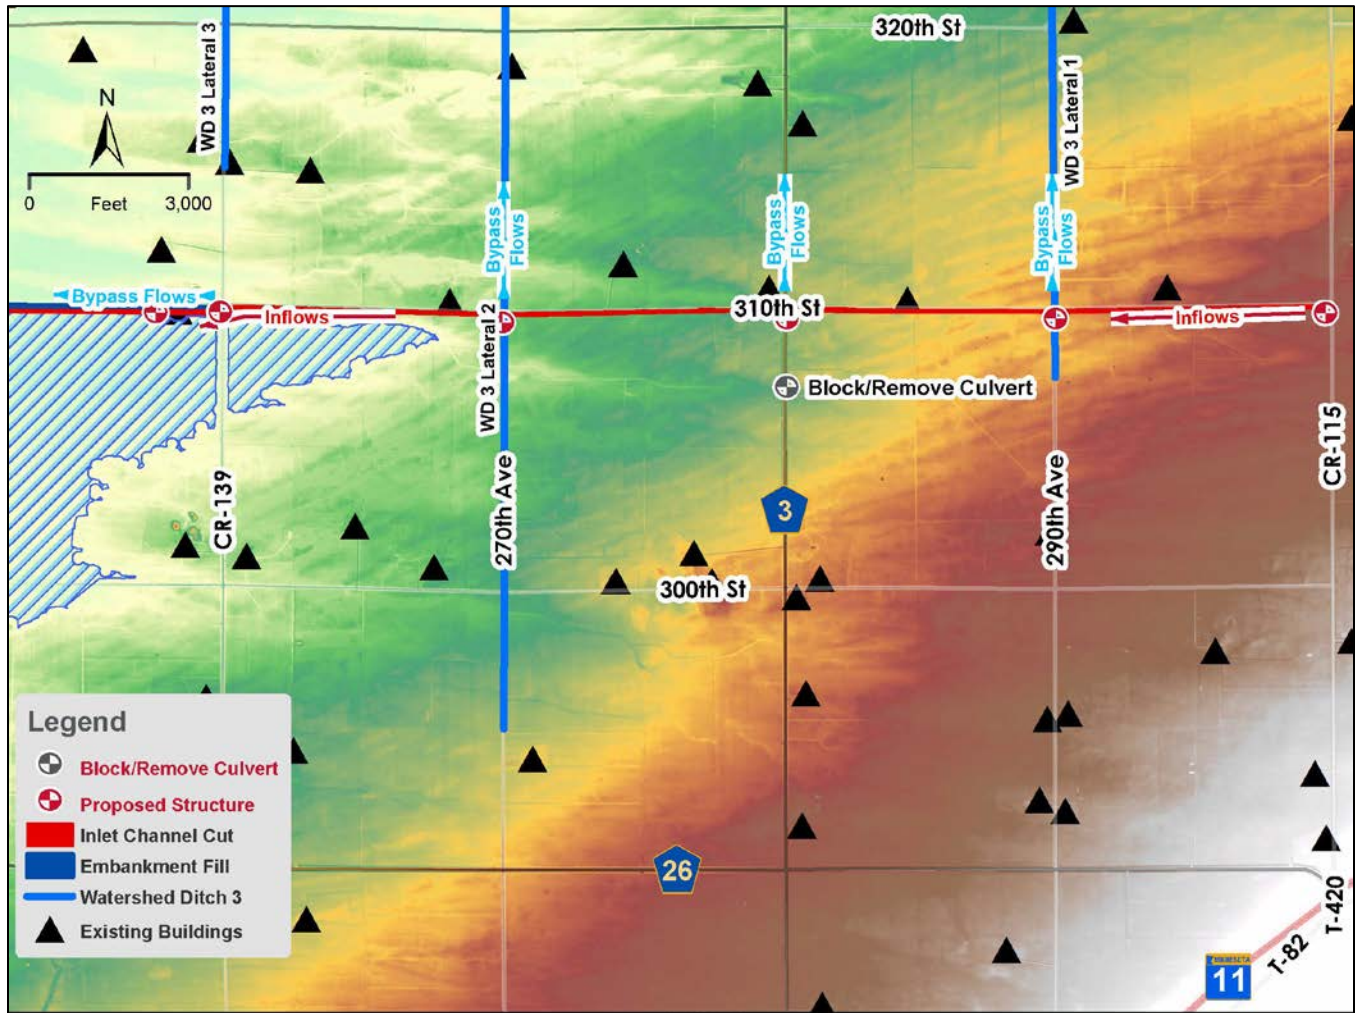 320th St
WD 3 Lateral 3
WD 3 Lateral 1
N
0 Feet 3,000
Bypass
Flows
Bypass
Flows
Bypass
Flows
Bypass Flows
Inflows
310th St
Inflows
WD 3 Lateral 2
Block/Remove Culvert
CR-139
270th Ave
3
290th Ave
CR-115
300th St
26
T-420
T-82
MINNESOTA
11
Legend
Block/Remove Culvert
Proposed Structure
Inlet Channel Cut
Embankment Fill
Watershed Ditch 3
Existing Buildings